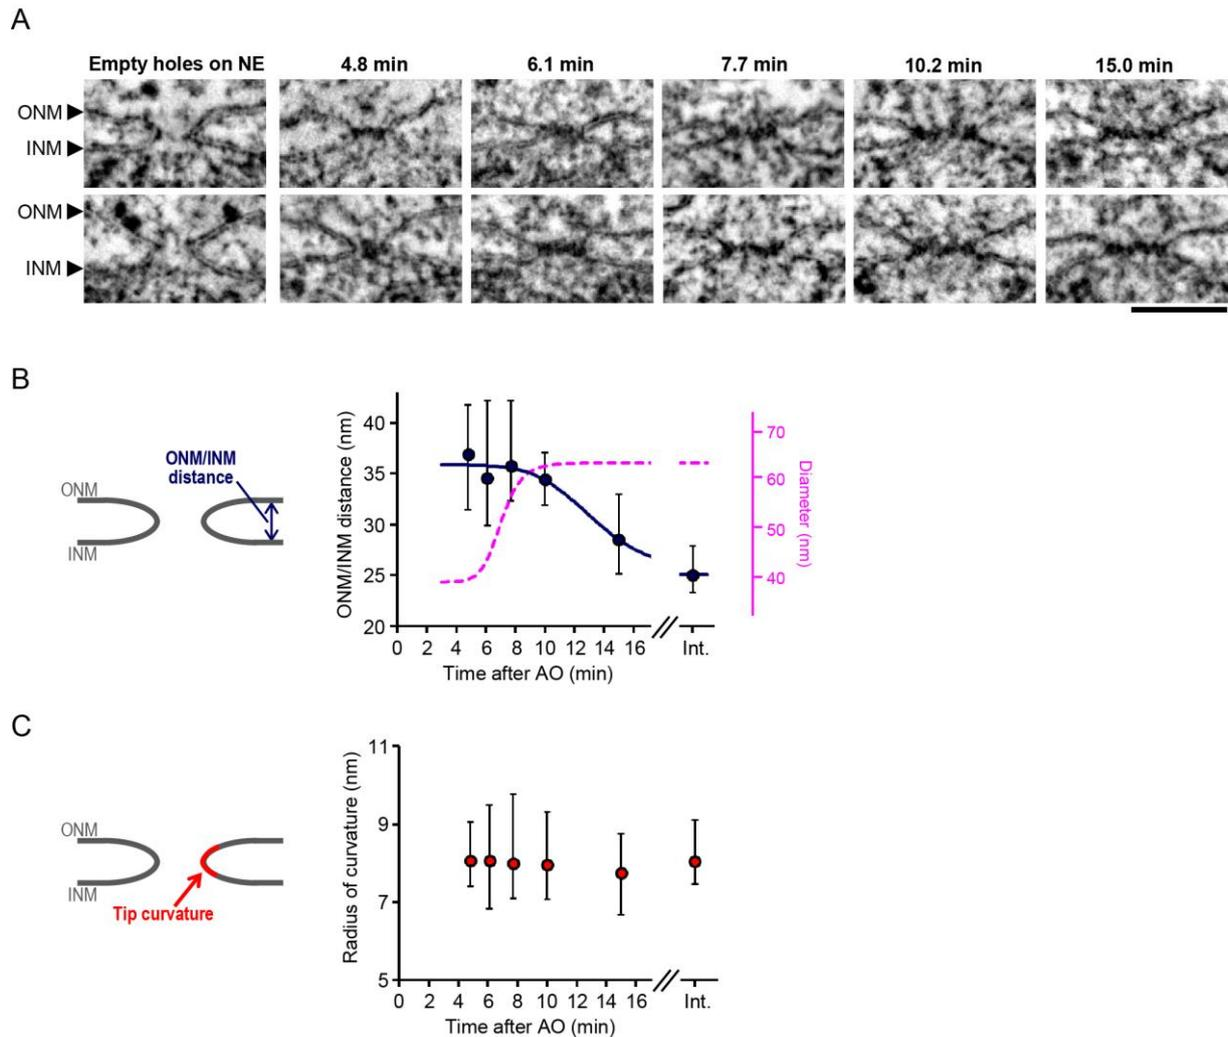 A
Empty holes on NE 4.8 min 6.1 min 7.7 min 10.2 min 15.0 min
ONM
INM
ONM
INM
B
ONM/INM
distance
ONM
INM
ONM/INM distance (nm)
40
35
30
25
20
0 2 4 6 8 10 12 14 16 Int.
Time after AO (min)
70
60
50
40
Diameter (nm)
C
ONM
INM
Tip curvature
Radius of curvature (nm)
11
9
7
5
0 2 4 6 8 10 12 14 16 Int.
Time after AO (min)